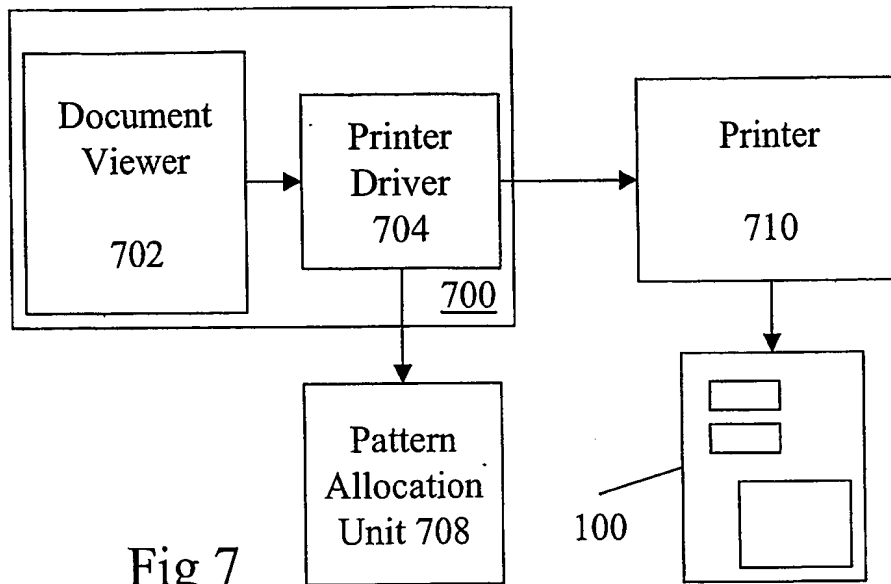 Document
Viewer
702
Printer
Driver
704
700
Printer
710
Pattern
Allocation
Unit 708
100
Fig 7